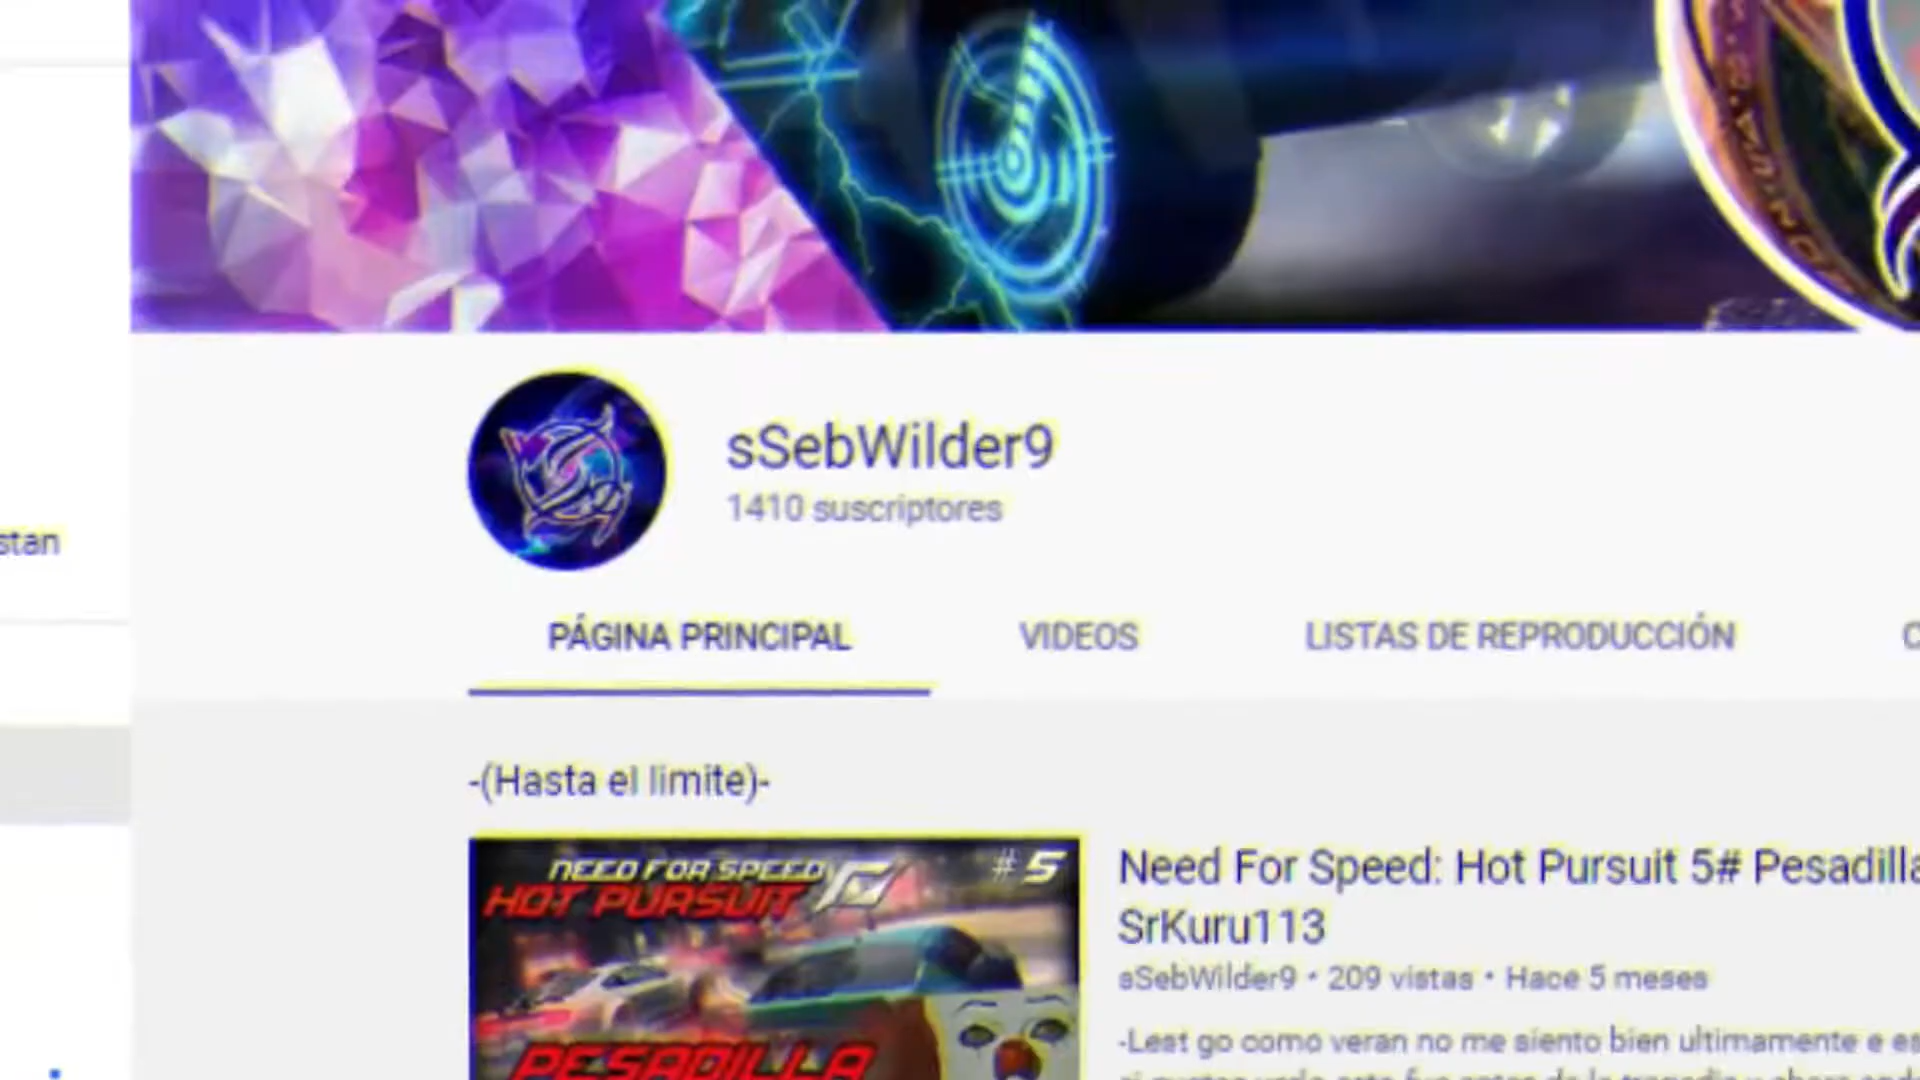 sSebWilder9
1410 suscriptores
stan
PÁGINA PRINCIPAL
VIDEOS
LISTAS DE REPRODUCCIÓN
-(Hasta el limite)-
NEED FOR SPEED
HOT PURSUIT
#5
PESADILLA
Need For Speed: Hot Pursuit 5# Pesadilla
SrKuru113
sSebWilder9 • 209 vistas • Hace 5 meses
-Lest go como veran no me siento bien ultimamente e es